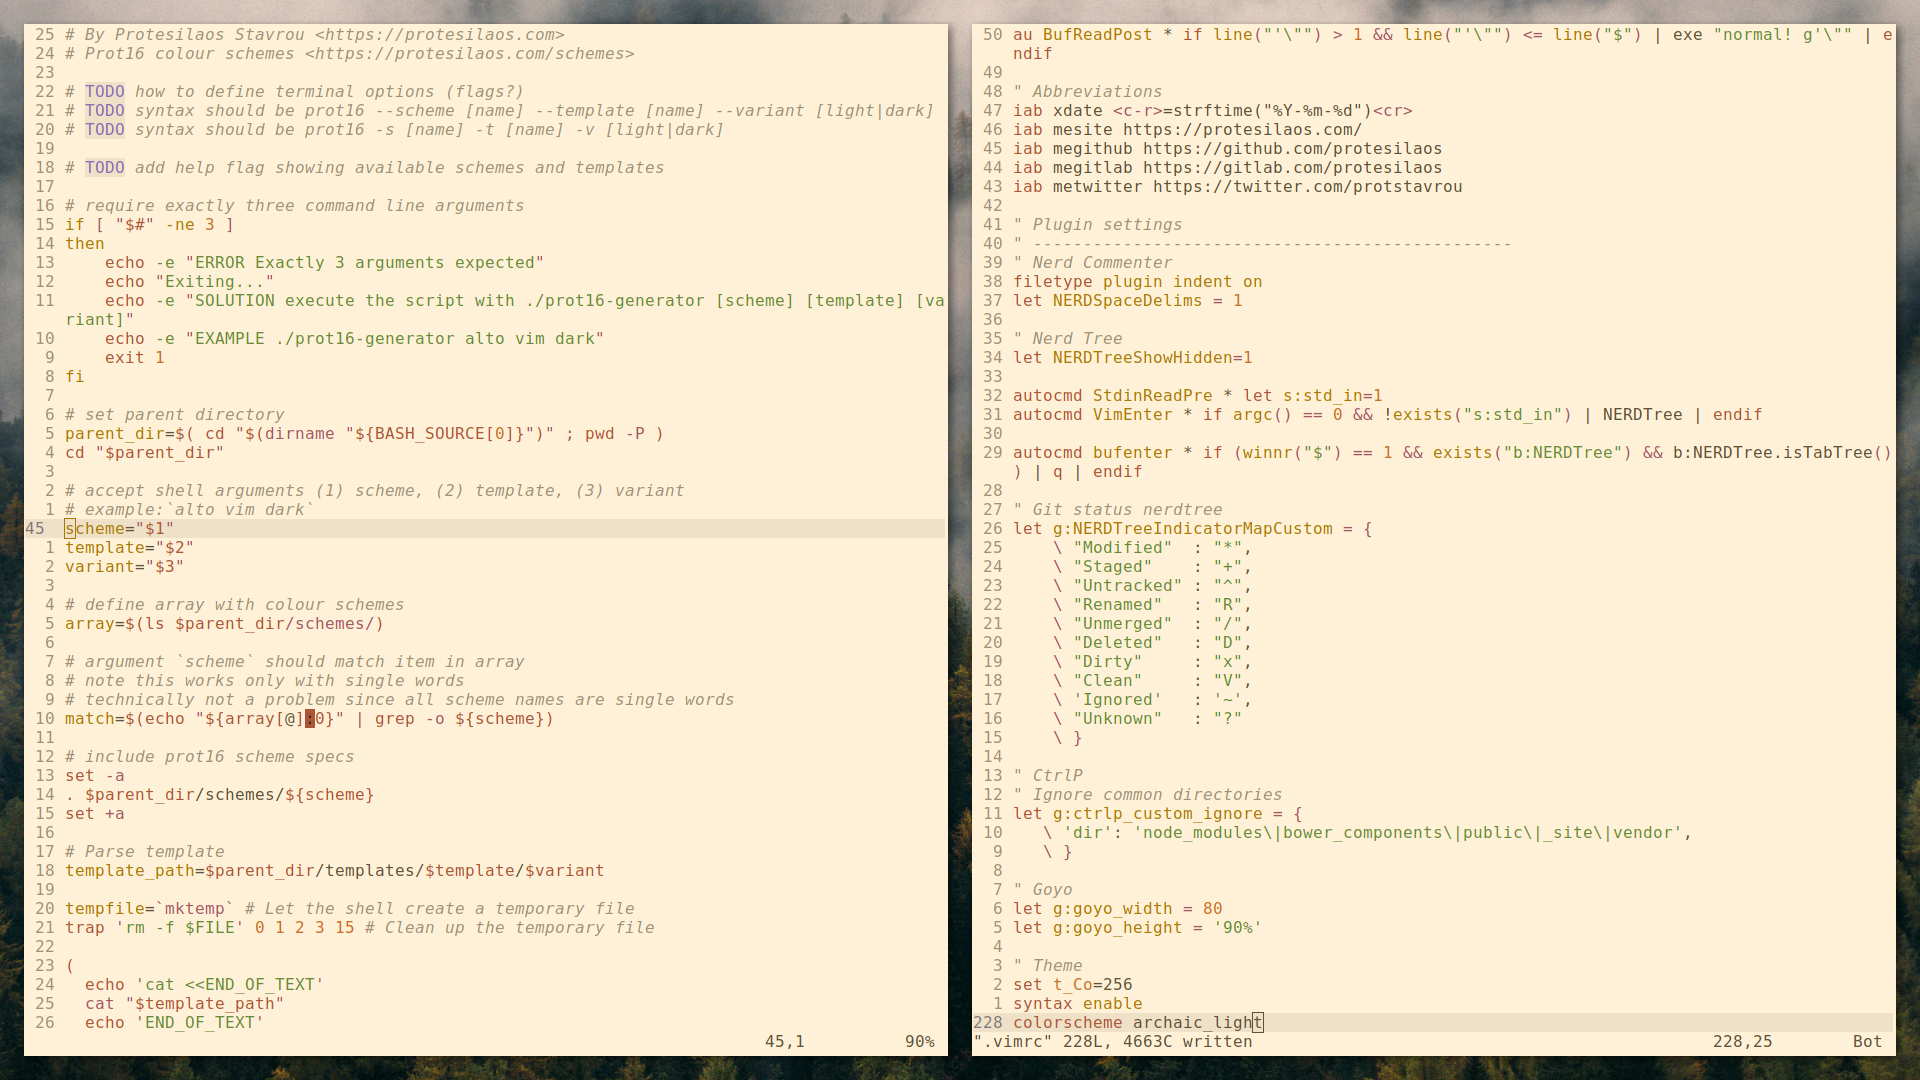 25 # By Protesilaos Stavrou <https://protesilaos.com>
24 # Prot16 colour schemes <https://protesilaos.com/schemes>
23
22 # TODO how to define terminal options (flags?)
21 # TODO syntax should be prot16 --scheme [name] --template [name] --variant [light|dark]
20 # TODO syntax should be prot16 -s [name] -t [name] -v [light|dark]
19
18 # TODO add help flag showing available schemes and templates
17
16 # require exactly three command line arguments
15 if [ "$#" -ne 3 ]
14 then
13     echo -e "ERROR Exactly 3 arguments expected"
12     echo "Exiting..."
11     echo -e "SOLUTION execute the script with ./prot16-generator [scheme] [template] [va
riant]"
10     echo -e "EXAMPLE ./prot16-generator alto vim dark"
9     exit 1
8 fi
7
6 # set parent directory
5 parent_dir=$( cd "$(dirname "${BASH_SOURCE[0]}")" ; pwd -P )
4 cd "$parent_dir"
3
2 # accept shell arguments (1) scheme, (2) template, (3) variant
1 # example:`alto vim dark`
45 scheme="$1"
1 template="$2"
2 variant="$3"
3
4 # define array with colour schemes
5 array=$(ls $parent_dir/schemes/)
6
7 # argument `scheme` should match item in array
8 # note this works only with single words
9 # technically not a problem since all scheme names are single words
10 match=$(echo "${array[@]:0}" | grep -o ${scheme})
11
12 # include prot16 scheme specs
13 set -a
14 . $parent_dir/schemes/${scheme}
15 set +a
16
17 # Parse template
18 template_path=$parent_dir/templates/$template/$variant
19
20 tempfile=`mktemp` # Let the shell create a temporary file
21 trap 'rm -f $FILE' 0 1 2 3 15 # Clean up the temporary file
22
23 (
24   echo 'cat <<END_OF_TEXT'
25   cat "$template_path"
26   echo 'END_OF_TEXT'
45,1 90%
50 au BufReadPost * if line("'\"") > 1 && line("'\"") <= line("$") | exe "normal! g'\"" | e
ndif
49
48 " Abbreviations
47 iab xdate <c-r>=strftime("%Y-%m-%d")<cr>
46 iab mesite https://protesilaos.com/
45 iab megithub https://github.com/protesilaos
44 iab megitlab https://gitlab.com/protesilaos
43 iab metwitter https://twitter.com/protstavrou
42
41 " Plugin settings
40 " ------------------------------------------------
39 " Nerd Commenter
38 filetype plugin indent on
37 let NERDSpaceDelims = 1
36
35 " Nerd Tree
34 let NERDTreeShowHidden=1
33
32 autocmd StdinReadPre * let s:std_in=1
31 autocmd VimEnter * if argc() == 0 && !exists("s:std_in") | NERDTree | endif
30
29 autocmd bufenter * if (winnr("$") == 1 && exists("b:NERDTree") && b:NERDTree.isTabTree()
) | q | endif
28
27 " Git status nerdtree
26 let g:NERDTreeIndicatorMapCustom = {
25     \ "Modified"  : "*",
24     \ "Staged"    : "+",
23     \ "Untracked" : "^",
22     \ "Renamed"   : "R",
21     \ "Unmerged"  : "/",
20     \ "Deleted"   : "D",
19     \ "Dirty"     : "x",
18     \ "Clean"     : "V",
17     \ 'Ignored'   : '~',
16     \ "Unknown"   : "?"
15     \ }
14
13 " CtrlP
12 " Ignore common directories
11 let g:ctrlp_custom_ignore = {
10    \ 'dir': 'node_modules\|bower_components\|public\|_site\|vendor',
9    \ }
8
7 " Goyo
6 let g:goyo_width = 80
5 let g:goyo_height = '90%'
4
3 " Theme
2 set t_Co=256
1 syntax enable
228 colorscheme archaic_light
".vimrc" 228L, 4663C written 228,25 Bot